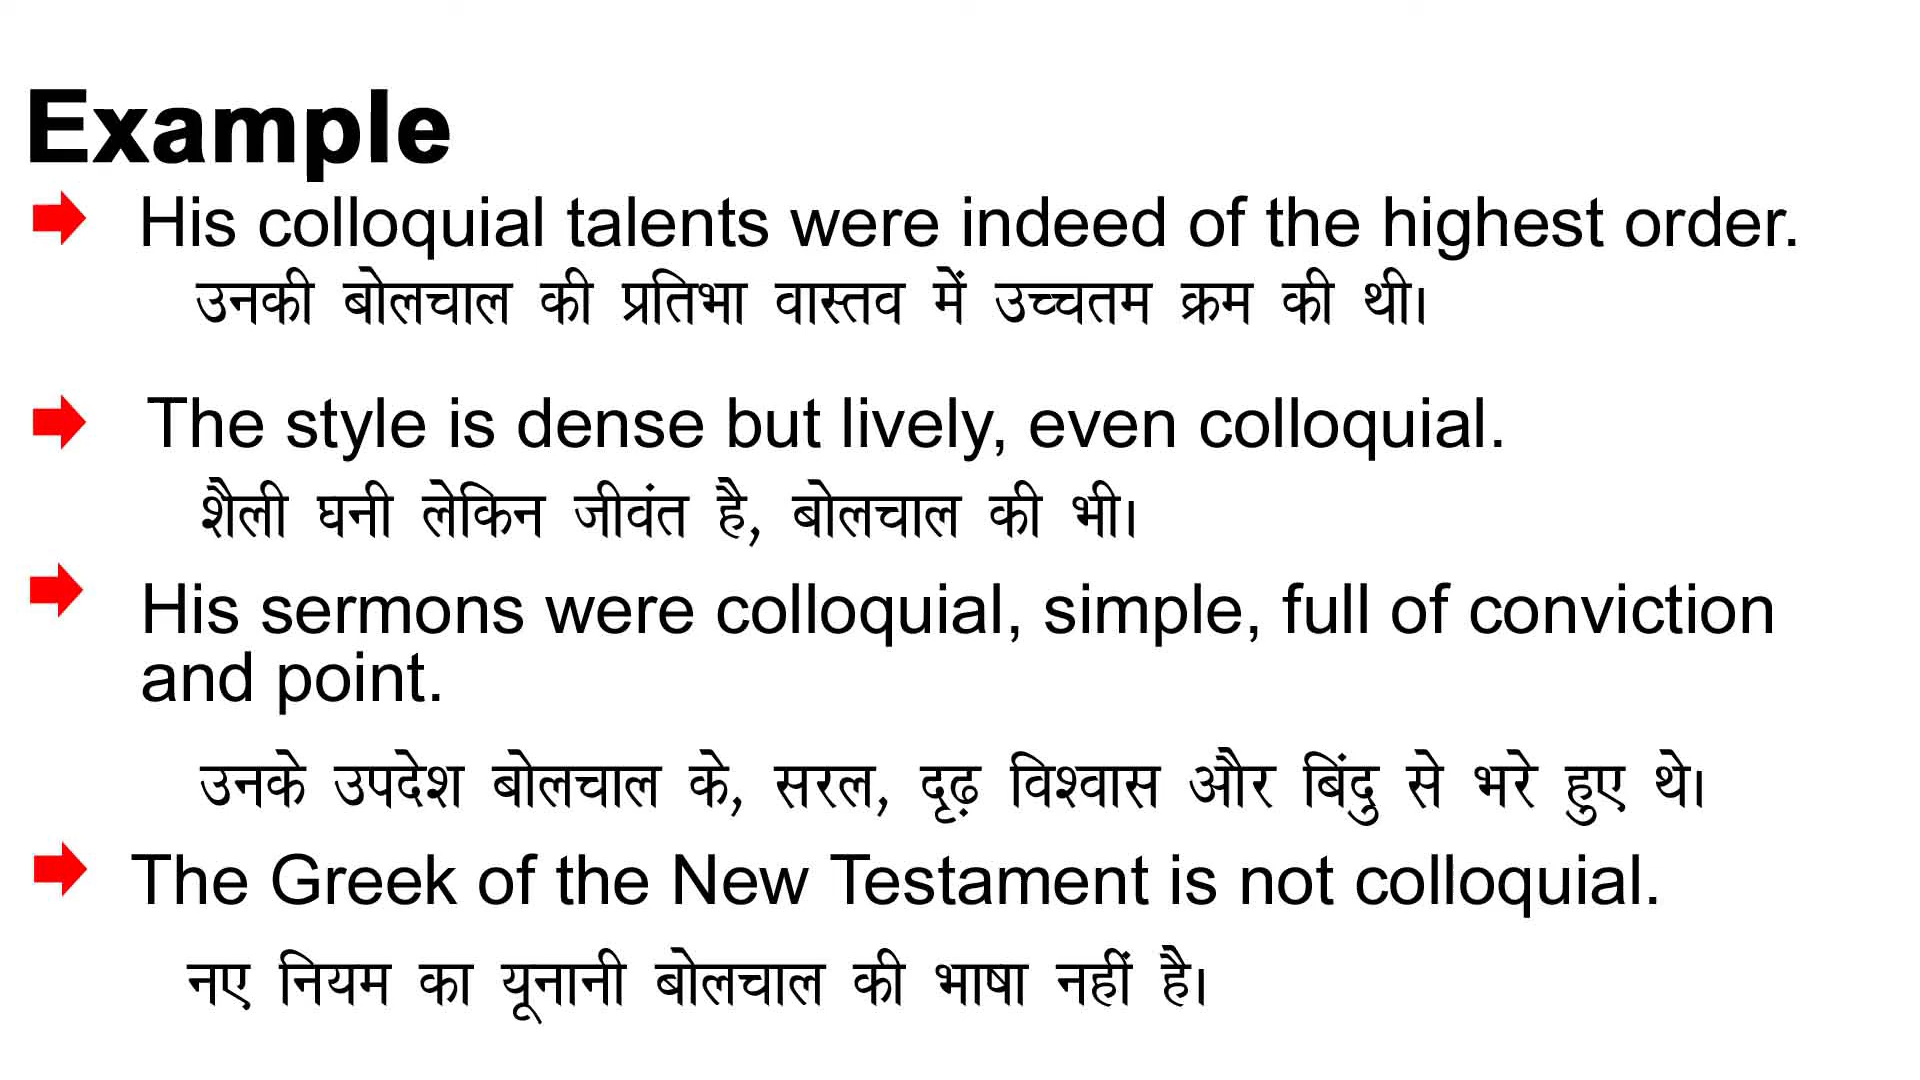 Example
His colloquial talents were indeed of the highest order.
उनकी बोलचाल की प्रतिभा वास्तव में उच्चतम क्रम की थी।
The style is dense but lively, even colloquial.
शैली घनी लेकिन जीवंत है, बोलचाल की भी।
His sermons were colloquial, simple, full of conviction
and point.
उनके उपदेश बोलचाल के, सरल, दृढ़ विश्वास और बिंदु से भरे हुए थे।
The Greek of the New Testament is not colloquial.
नए नियम का यूनानी बोलचाल की भाषा नहीं है।